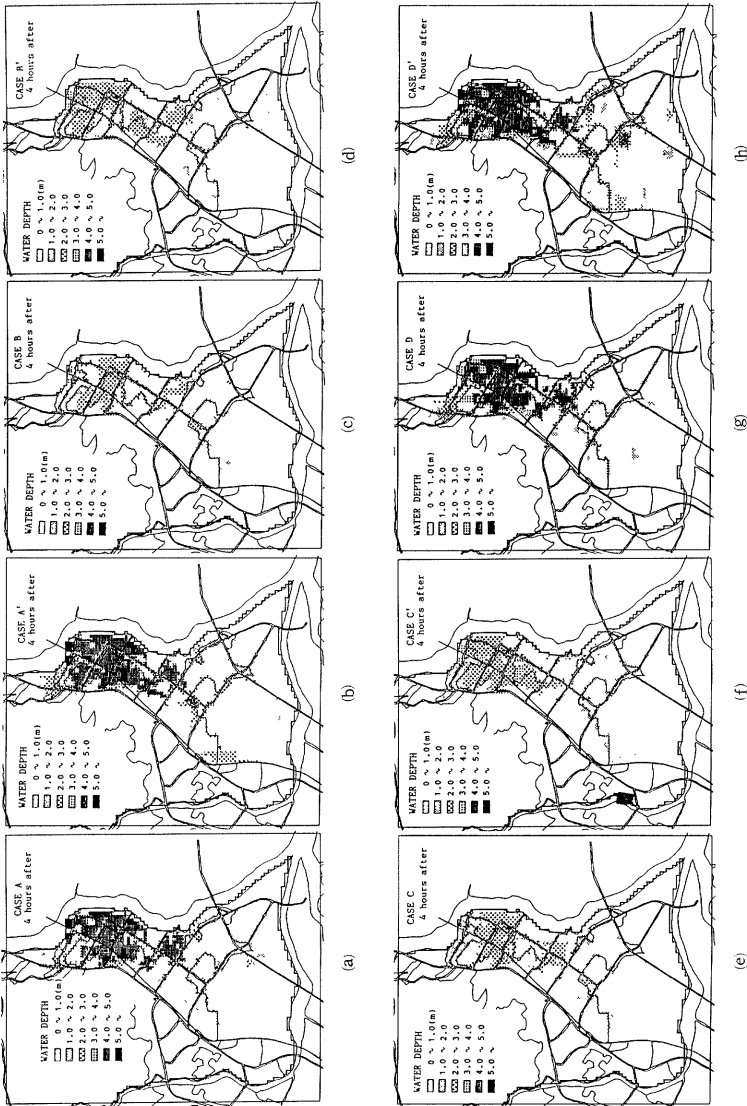 CASE A
4 hours after
WATER DEPTH
0 ~ 1.0(m)
1.0 ~ 2.0
2.0 ~ 3.0
3.0 ~ 4.0
4.0 ~ 5.0
5.0 ~
(a)
CASE A'
4 hours after
WATER DEPTH
0 ~ 1.0(m)
1.0 ~ 2.0
2.0 ~ 3.0
3.0 ~ 4.0
4.0 ~ 5.0
5.0 ~
(b)
CASE B
4 hours after
WATER DEPTH
0 ~ 1.0(m)
1.0 ~ 2.0
2.0 ~ 3.0
3.0 ~ 4.0
4.0 ~ 5.0
5.0 ~
(c)
CASE B'
4 hours after
WATER DEPTH
0 ~ 1.0(m)
1.0 ~ 2.0
2.0 ~ 3.0
3.0 ~ 4.0
4.0 ~ 5.0
5.0 ~
(d)
CASE C
4 hours after
WATER DEPTH
0 ~ 1.0(m)
1.0 ~ 2.0
2.0 ~ 3.0
3.0 ~ 4.0
4.0 ~ 5.0
5.0 ~
(e)
CASE C'
4 hours after
WATER DEPTH
0 ~ 1.0(m)
1.0 ~ 2.0
2.0 ~ 3.0
3.0 ~ 4.0
4.0 ~ 5.0
5.0 ~
(f)
CASE D
4 hours after
WATER DEPTH
0 ~ 1.0(m)
1.0 ~ 2.0
2.0 ~ 3.0
3.0 ~ 4.0
4.0 ~ 5.0
5.0 ~
(g)
CASE D'
4 hours after
WATER DEPTH
0 ~ 1.0(m)
1.0 ~ 2.0
2.0 ~ 3.0
3.0 ~ 4.0
4.0 ~ 5.0
5.0 ~
(h)